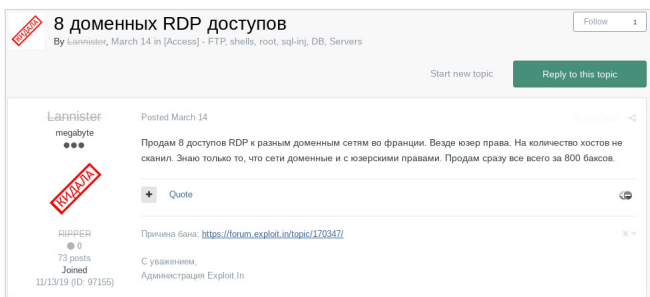 КИДАЛА
8 доменных RDP доступов
By Lannister, March 14 in [Access] - FTP, shells, root, sql-inj, DB, Servers
Follow 1
Start new topic
Reply to this topic
Lannister
megabyte
КИДАЛА
RIPPER
0
73 posts
Joined
11/13/19 (ID: 97155)
Posted March 14
Продам 8 доступов RDP к разным доменным сетям во франции. Везде юзер права. На количество хостов не
сканил. Знаю только то, что сети доменные и с юзерскими правами. Продам сразу все всего за 800 баксов.
+ Quote
Причина бана: https://forum.exploit.in/topic/170347/
С уважением,
Администрация Exploit.In